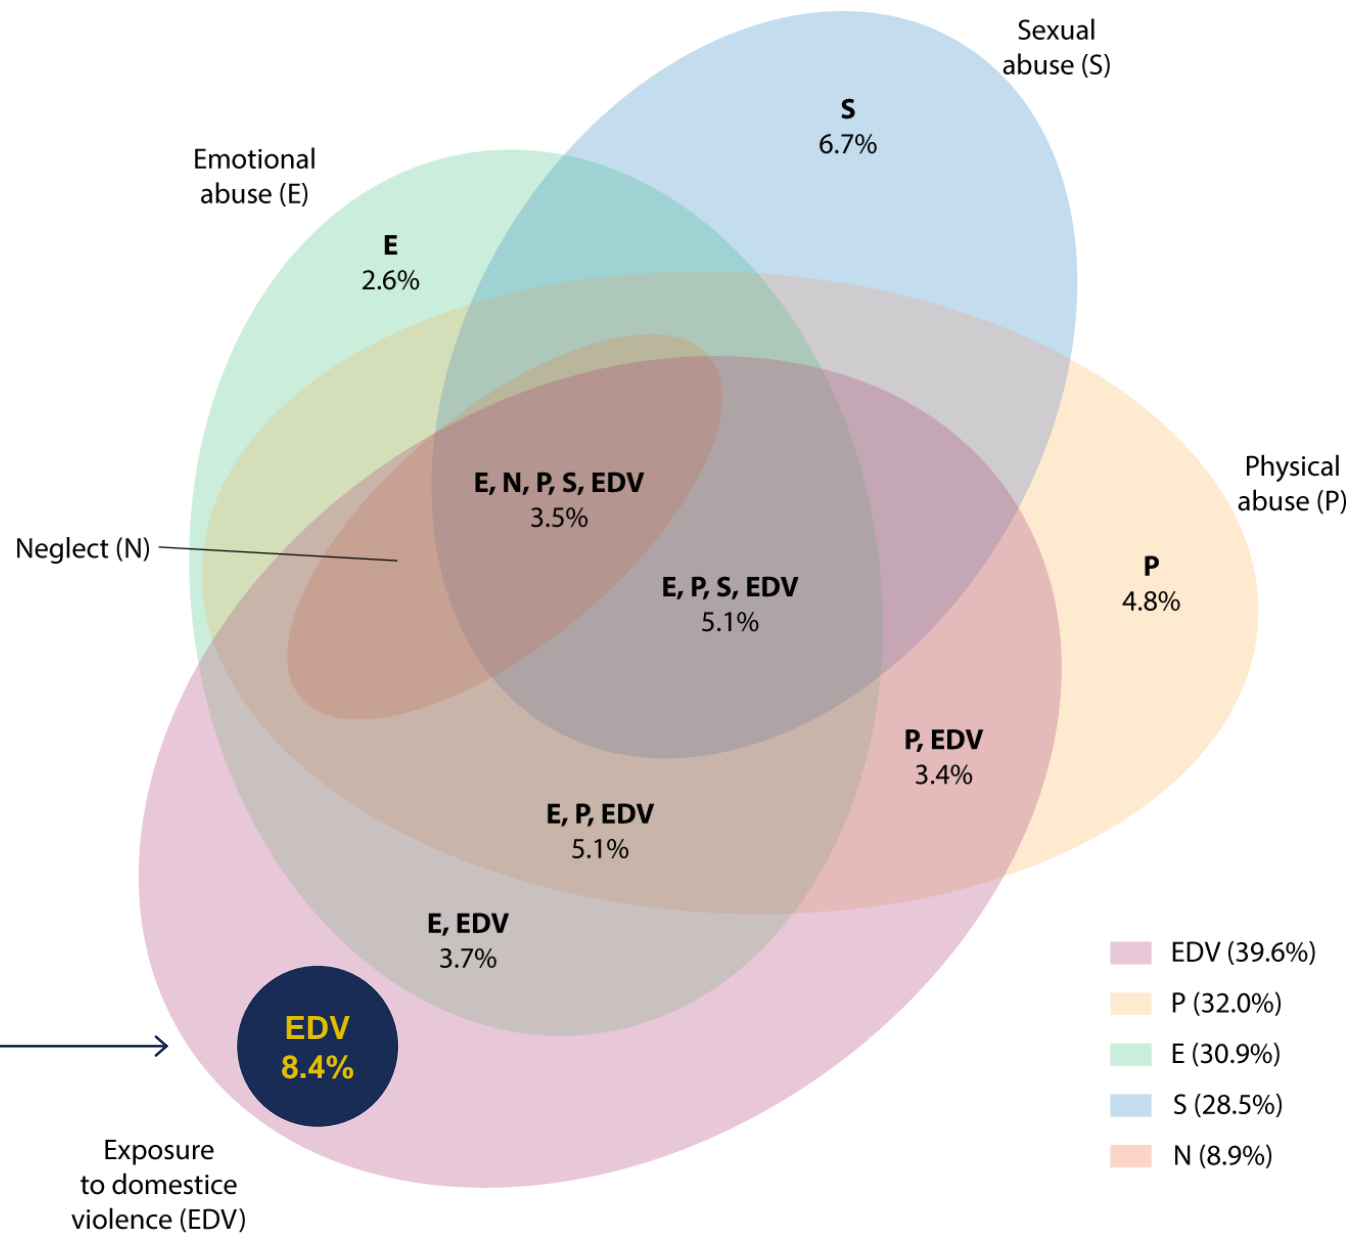 Sexual
abuse (S)
S
6.7%
Emotional
abuse (E)
E
2.6%
Physical
abuse (P)
E, N, P, S, EDV
3.5%
Neglect (N)
E, P, S, EDV
5.1%
P
4.8%
P, EDV
3.4%
E, P, EDV
5.1%
E, EDV
3.7%
EDV
8.4%
Exposure
to domestice
violence (EDV)
EDV (39.6%)
P (32.0%)
E (30.9%)
S (28.5%)
N (8.9%)